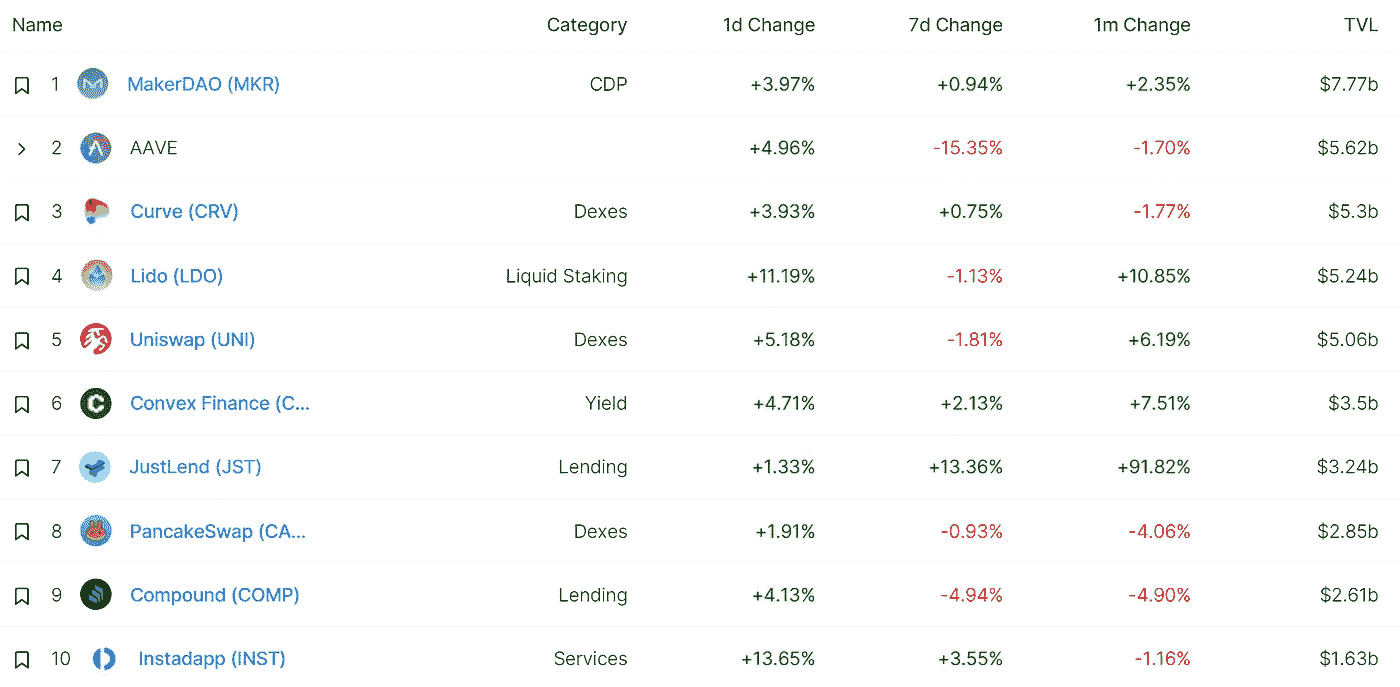 Name Category 1d Change 7d Change 1m Change TVL
1 MakerDAO (MKR) CDP +3.97% +0.94% +2.35% $7.77b
2 AAVE +4.96% -15.35% -1.70% $5.62b
3 Curve (CRV) Dexes +3.93% +0.75% -1.77% $5.3b
4 Lido (LDO) Liquid Staking +11.19% -1.13% +10.85% $5.24b
5 Uniswap (UNI) Dexes +5.18% -1.81% +6.19% $5.06b
6 Convex Finance (C... Yield +4.71% +2.13% +7.51% $3.5b
7 JustLend (JST) Lending +1.33% +13.36% +91.82% $3.24b
8 PancakeSwap (CA... Dexes +1.91% -0.93% -4.06% $2.85b
9 Compound (COMP) Lending +4.13% -4.94% -4.90% $2.61b
10 Instadapp (INST) Services +13.65% +3.55% -1.16% $1.63b